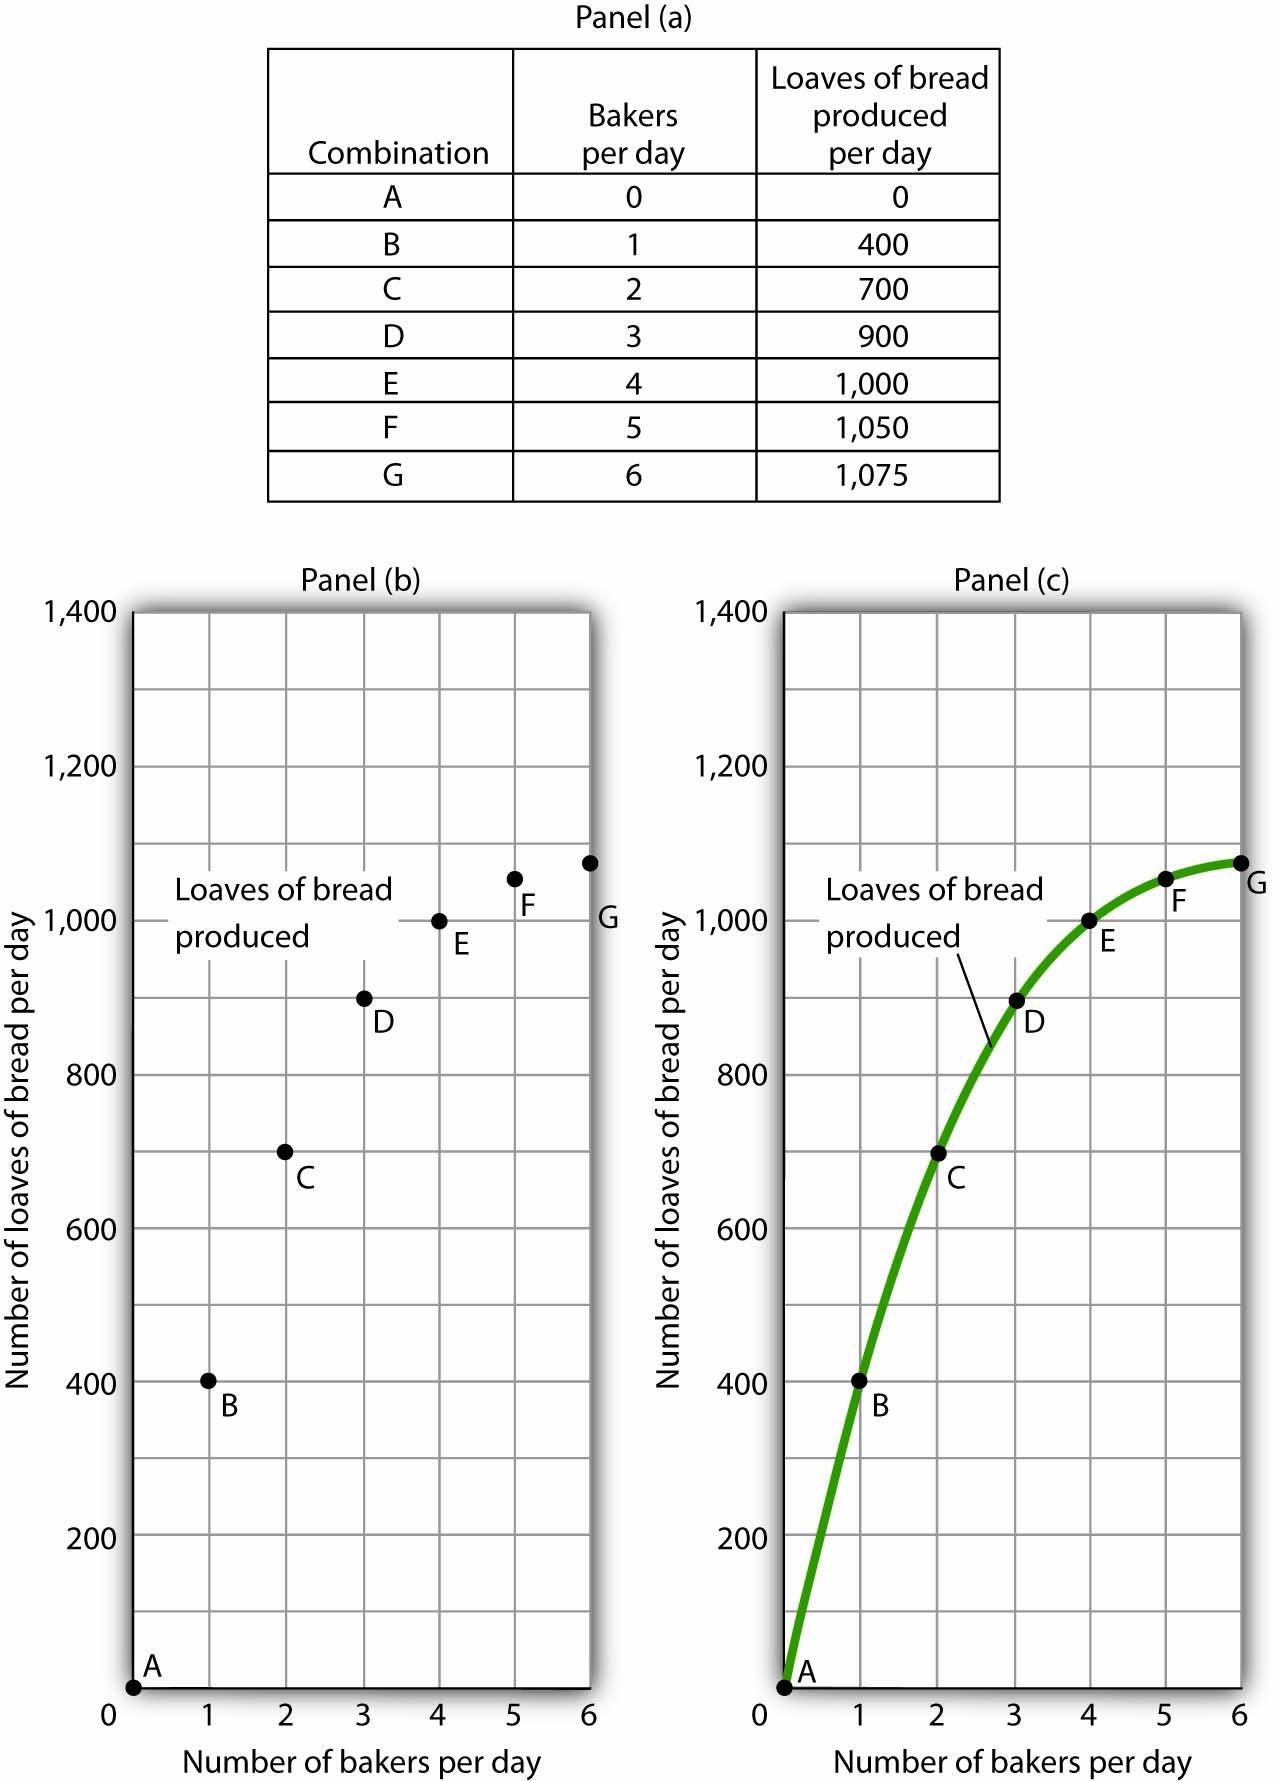 Panel (a)
Combination
Bakers
per day
Loaves of bread
produced
per day
A 0 0
B 1 400
C 2 700
D 3 900
E 4 1,000
F 5 1,050
G 6 1,075
Panel (b)
1,400
1,200
1,000
800
600
400
200
0
Number of loaves of bread per day
Loaves of bread
produced
A
B
C
D
E
F
G
1 2 3 4 5 6
Number of bakers per day
Panel (c)
1,400
1,200
1,000
800
600
400
200
0
Number of loaves of bread per day
Loaves of bread
produced
A
B
C
D
E
F
G
1 2 3 4 5 6
Number of bakers per day